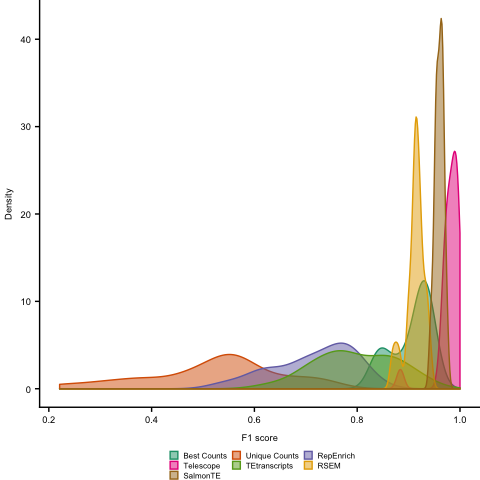 40
30
20
10
0
Density
0.2 0.4 0.6 0.8 1.0
F1 score
Best Counts Unique Counts RepEnrich
Telescope TEtranscripts RSEM
SalmonTE